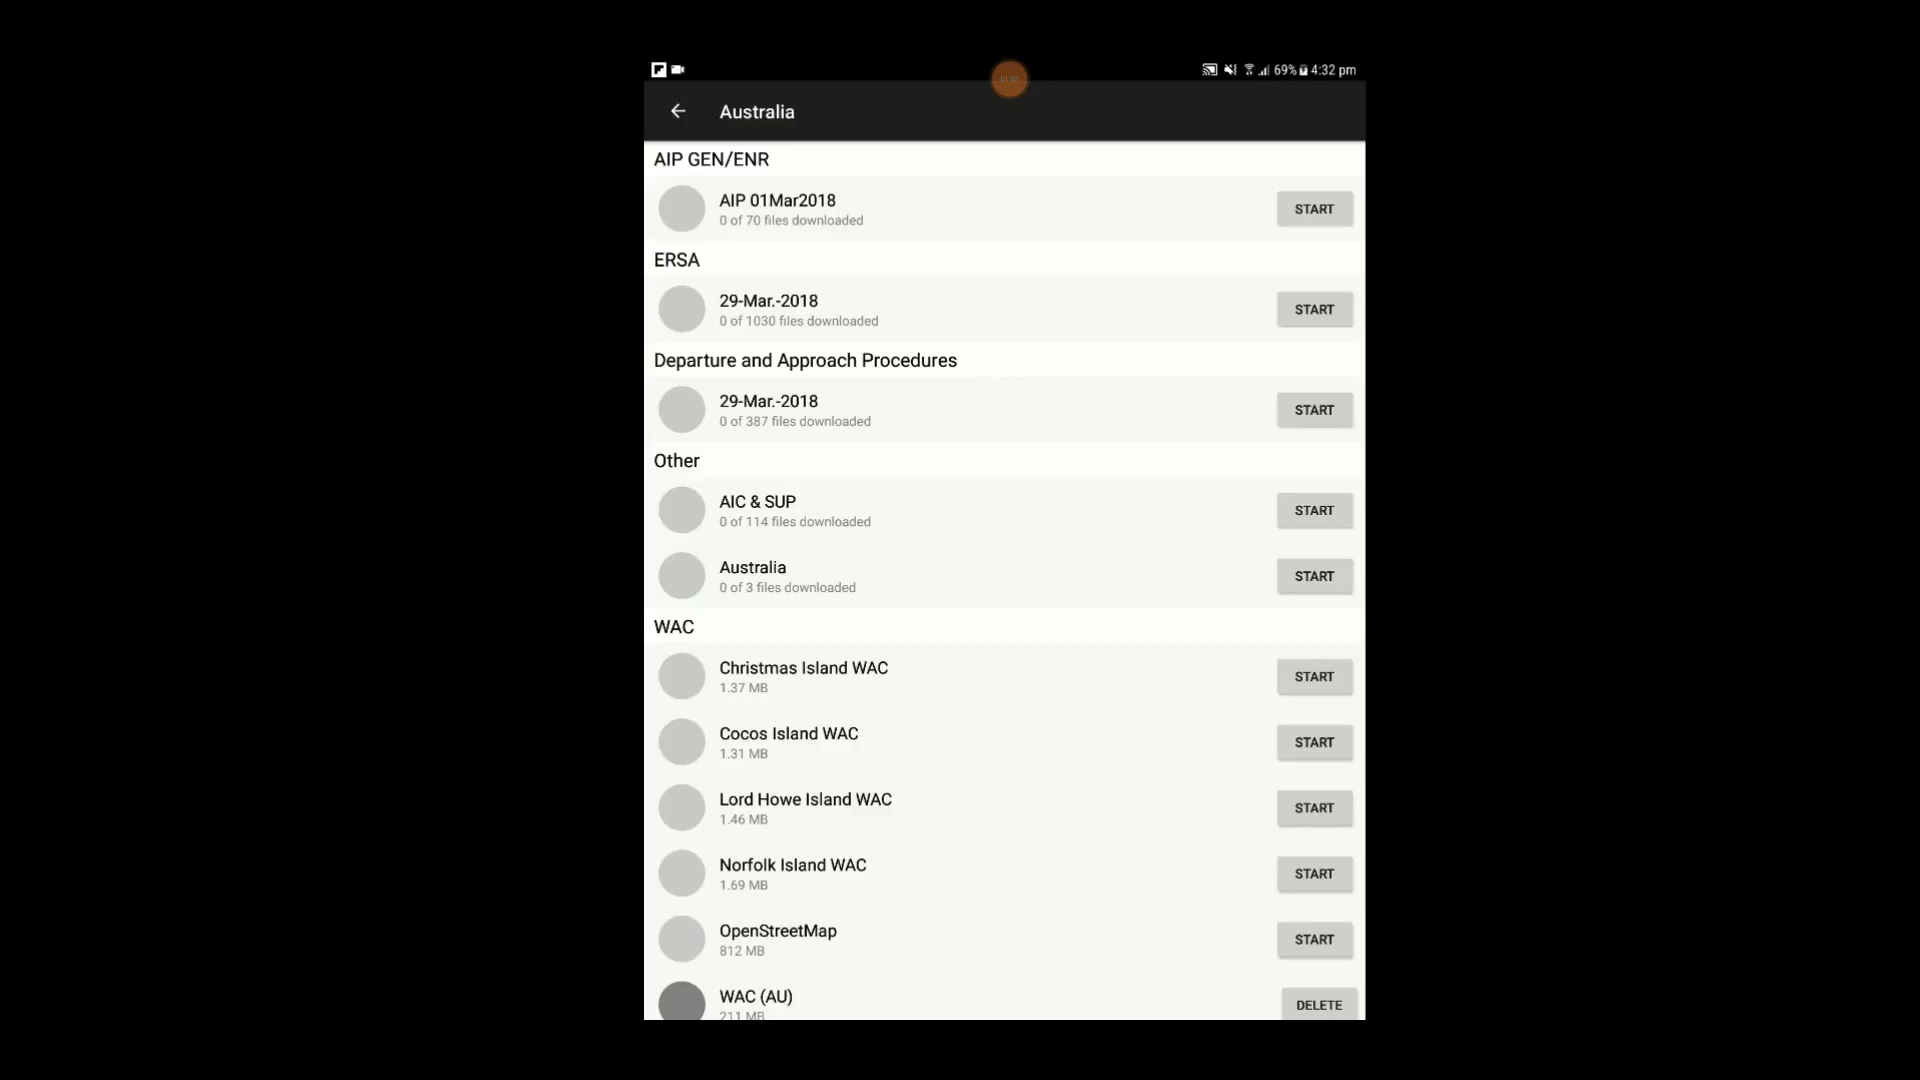 69% 4:32 pm
Australia
AIP GEN/ENR
AIP 01Mar2018
0 of 70 files downloaded
START
ERSA
29-Mar.-2018
0 of 1030 files downloaded
START
Departure and Approach Procedures
29-Mar.-2018
0 of 387 files downloaded
START
Other
AIC & SUP
0 of 114 files downloaded
START
Australia
0 of 3 files downloaded
START
WAC
Christmas Island WAC
1.37 MB
START
Cocos Island WAC
1.31 MB
START
Lord Howe Island WAC
1.46 MB
START
Norfolk Island WAC
1.69 MB
START
OpenStreetMap
812 MB
START
WAC (AU)
211 MB
DELETE